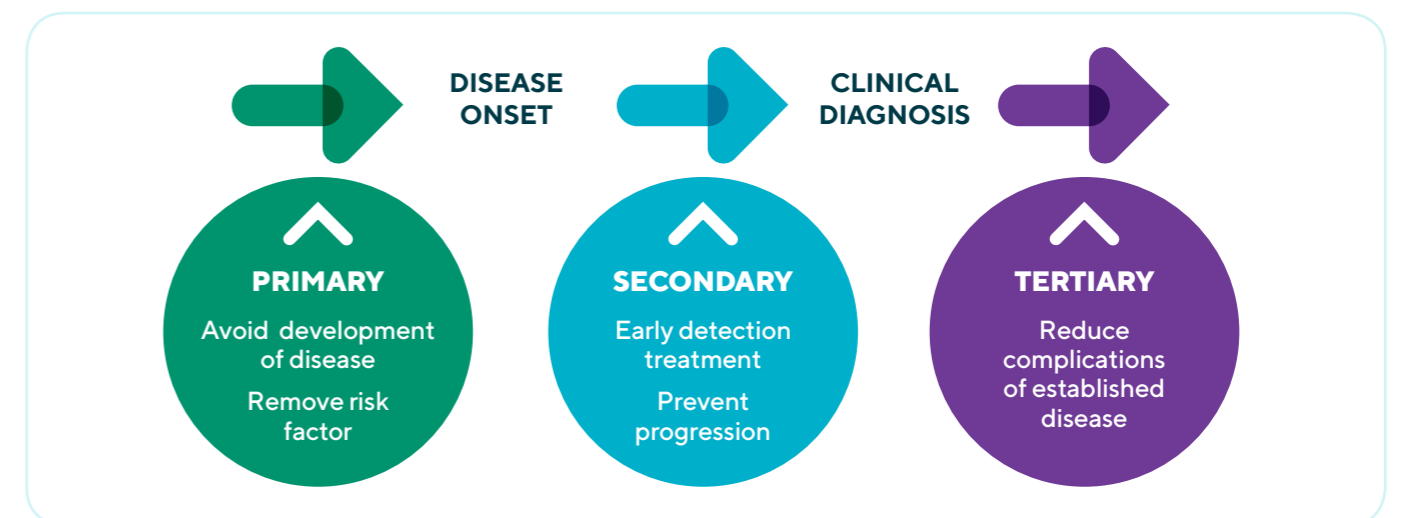 DISEASE
ONSET
CLINICAL
DIAGNOSIS
PRIMARY
Avoid development
of disease
Remove risk
factor
SECONDARY
Early detection
treatment
Prevent
progression
TERTIARY
Reduce
complications
of established
disease